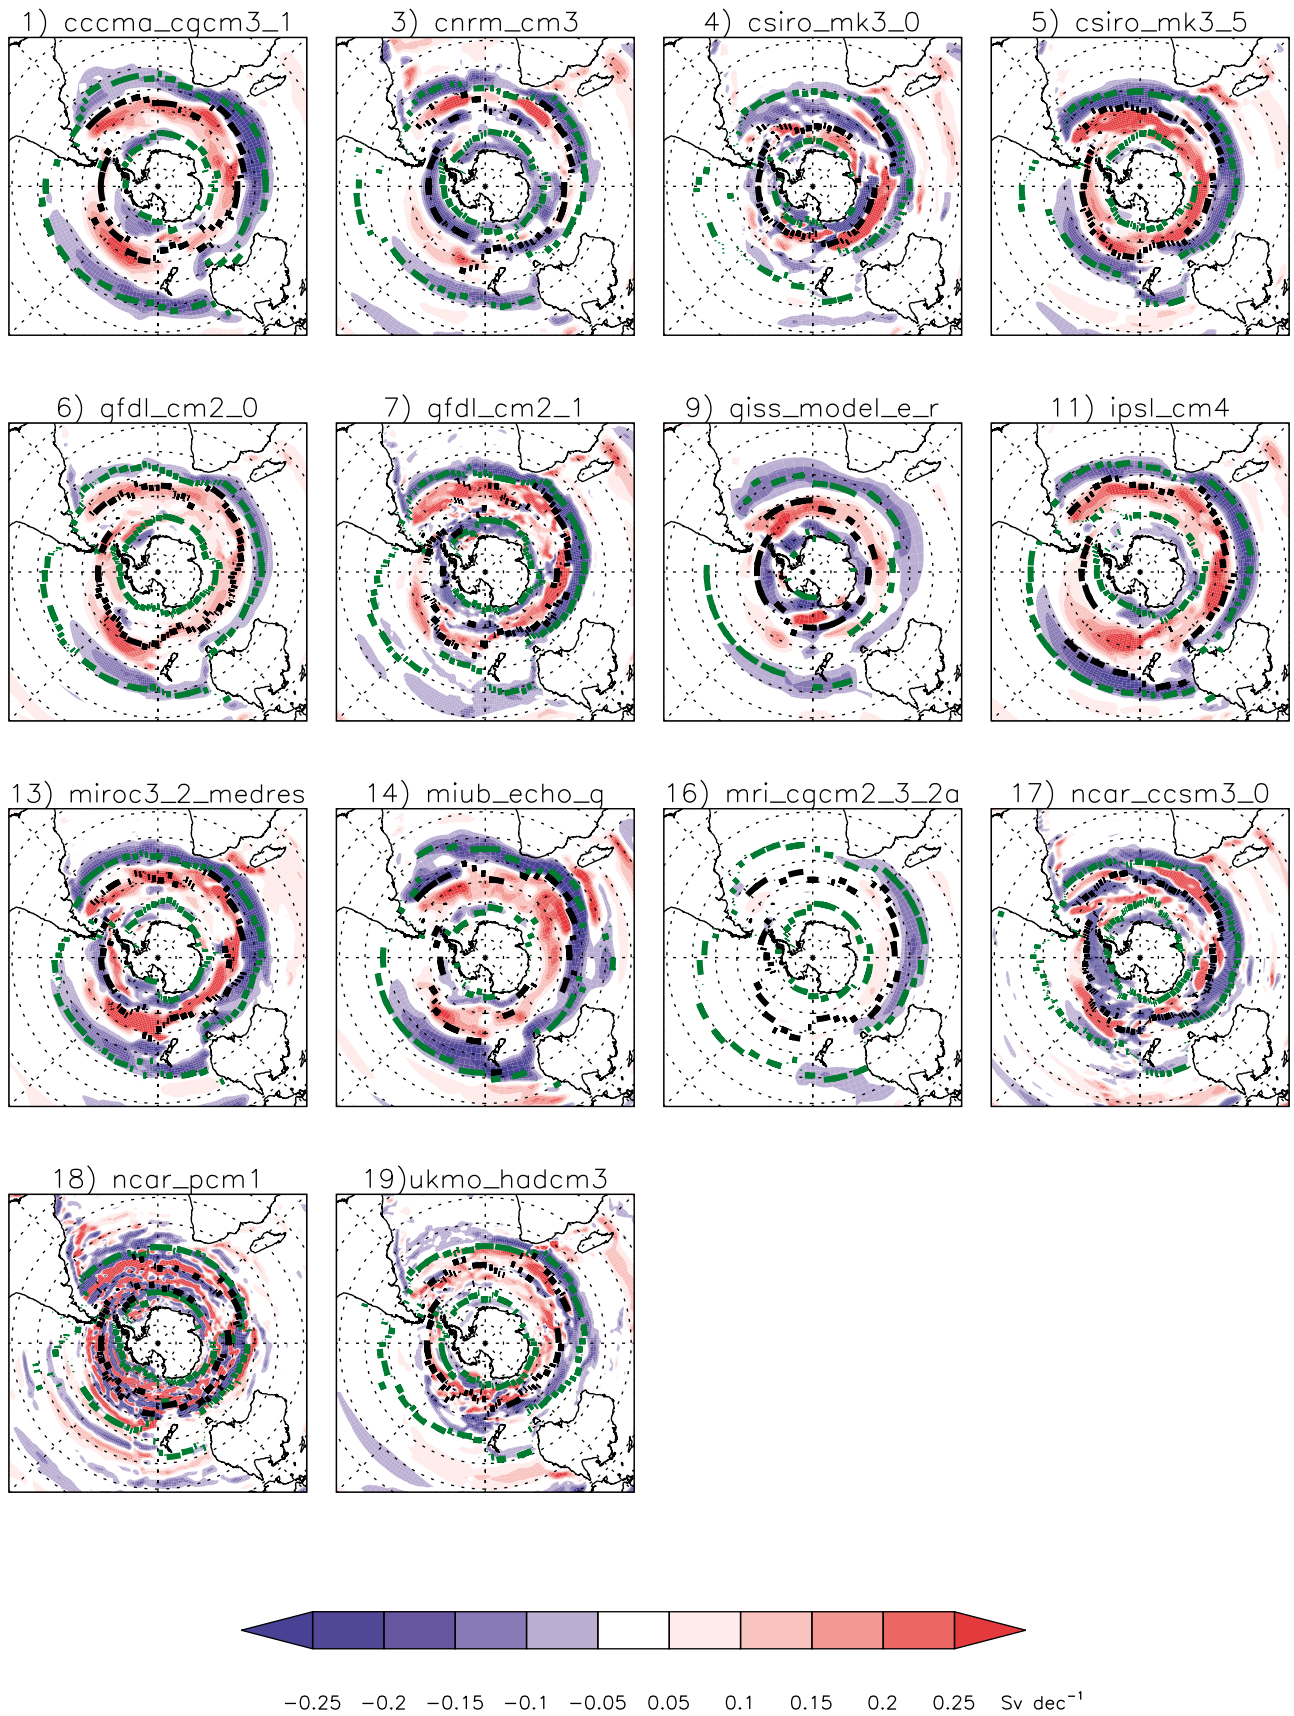 1) cccma_cgcm3_1
3) cnrm_cm3
4) csiro_mk3_0
5) csiro_mk3_5
6) gfdl_cm2_0
7) gfdl_cm2_1
9) giss_model_e_r
11) ipsl_cm4
13) miroc3_2_medres
14) miub_echo_g
16) mri_cgcm2_3_2a
17) ncar_ccsm3_0
18) ncar_pcm1
19)ukmo_hadcm3
-0.25 -0.2 -0.15 -0.1 -0.05 0.05 0.1 0.15 0.2 0.25 Sv dec⁻¹